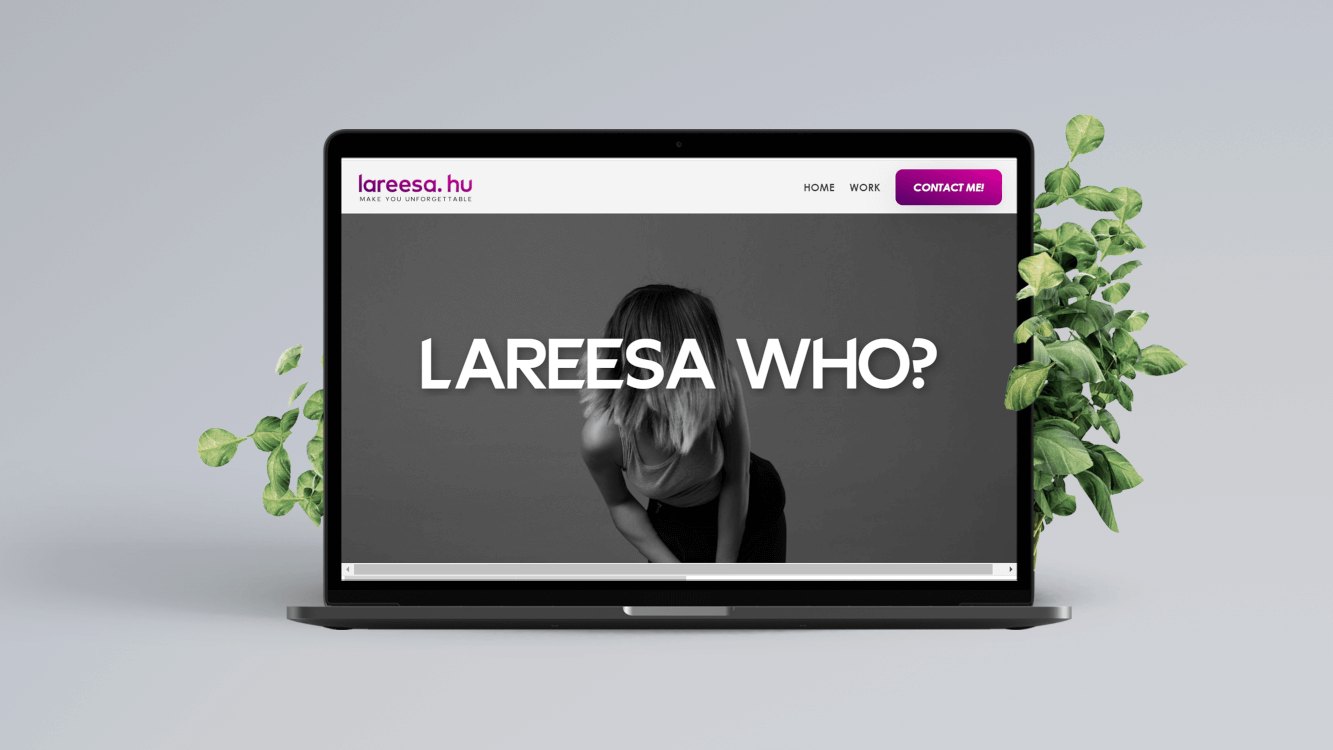 lareesa.hu
MAKE YOU UNFORGETTABLE
HOME
WORK
CONTACT ME!
LAREESA WHO?